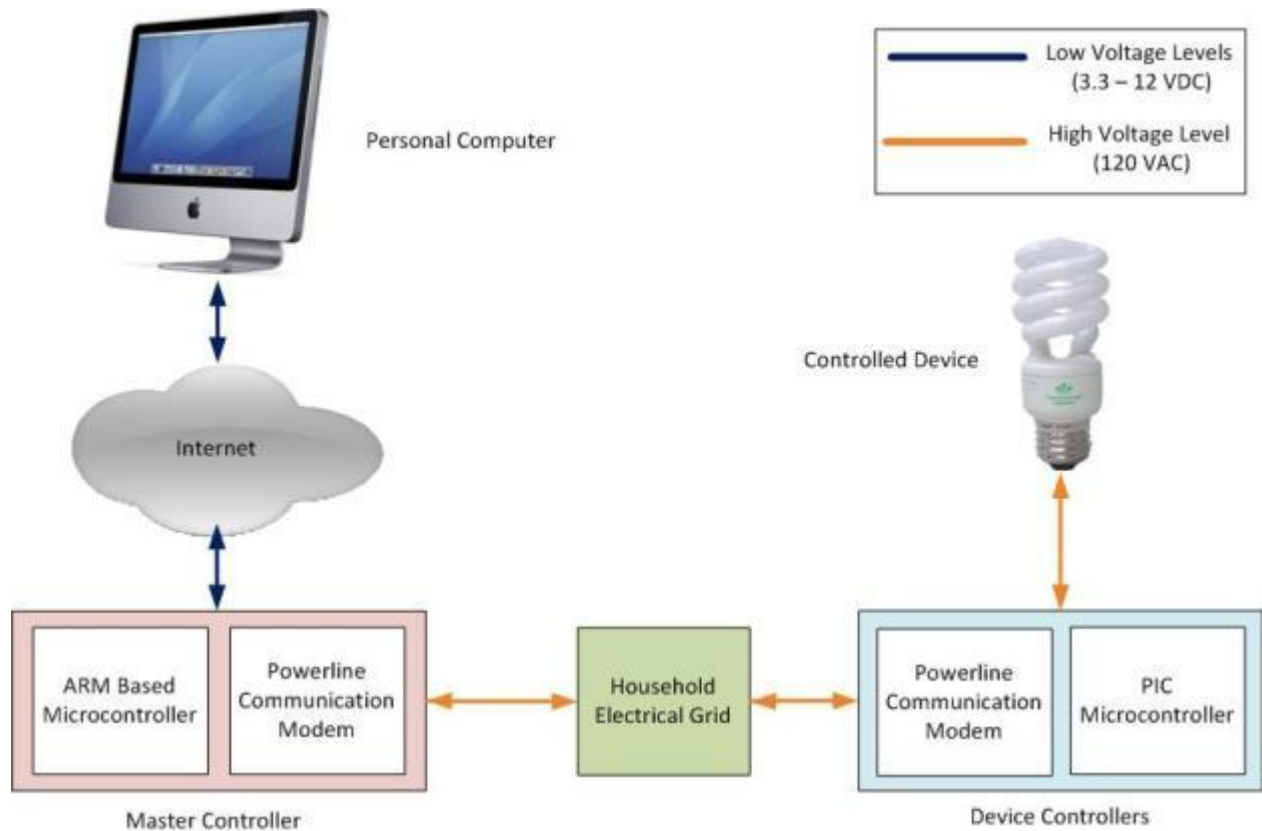 Low Voltage Levels
(3.3 – 12 VDC)
Personal Computer
High Voltage Level
(120 VAC)
Controlled Device
Internet
ARM Based
Microcontroller
Powerline
Communication
Modem
Household
Electrical Grid
Powerline
Communication
Modem
PIC
Microcontroller
Master Controller
Device Controllers